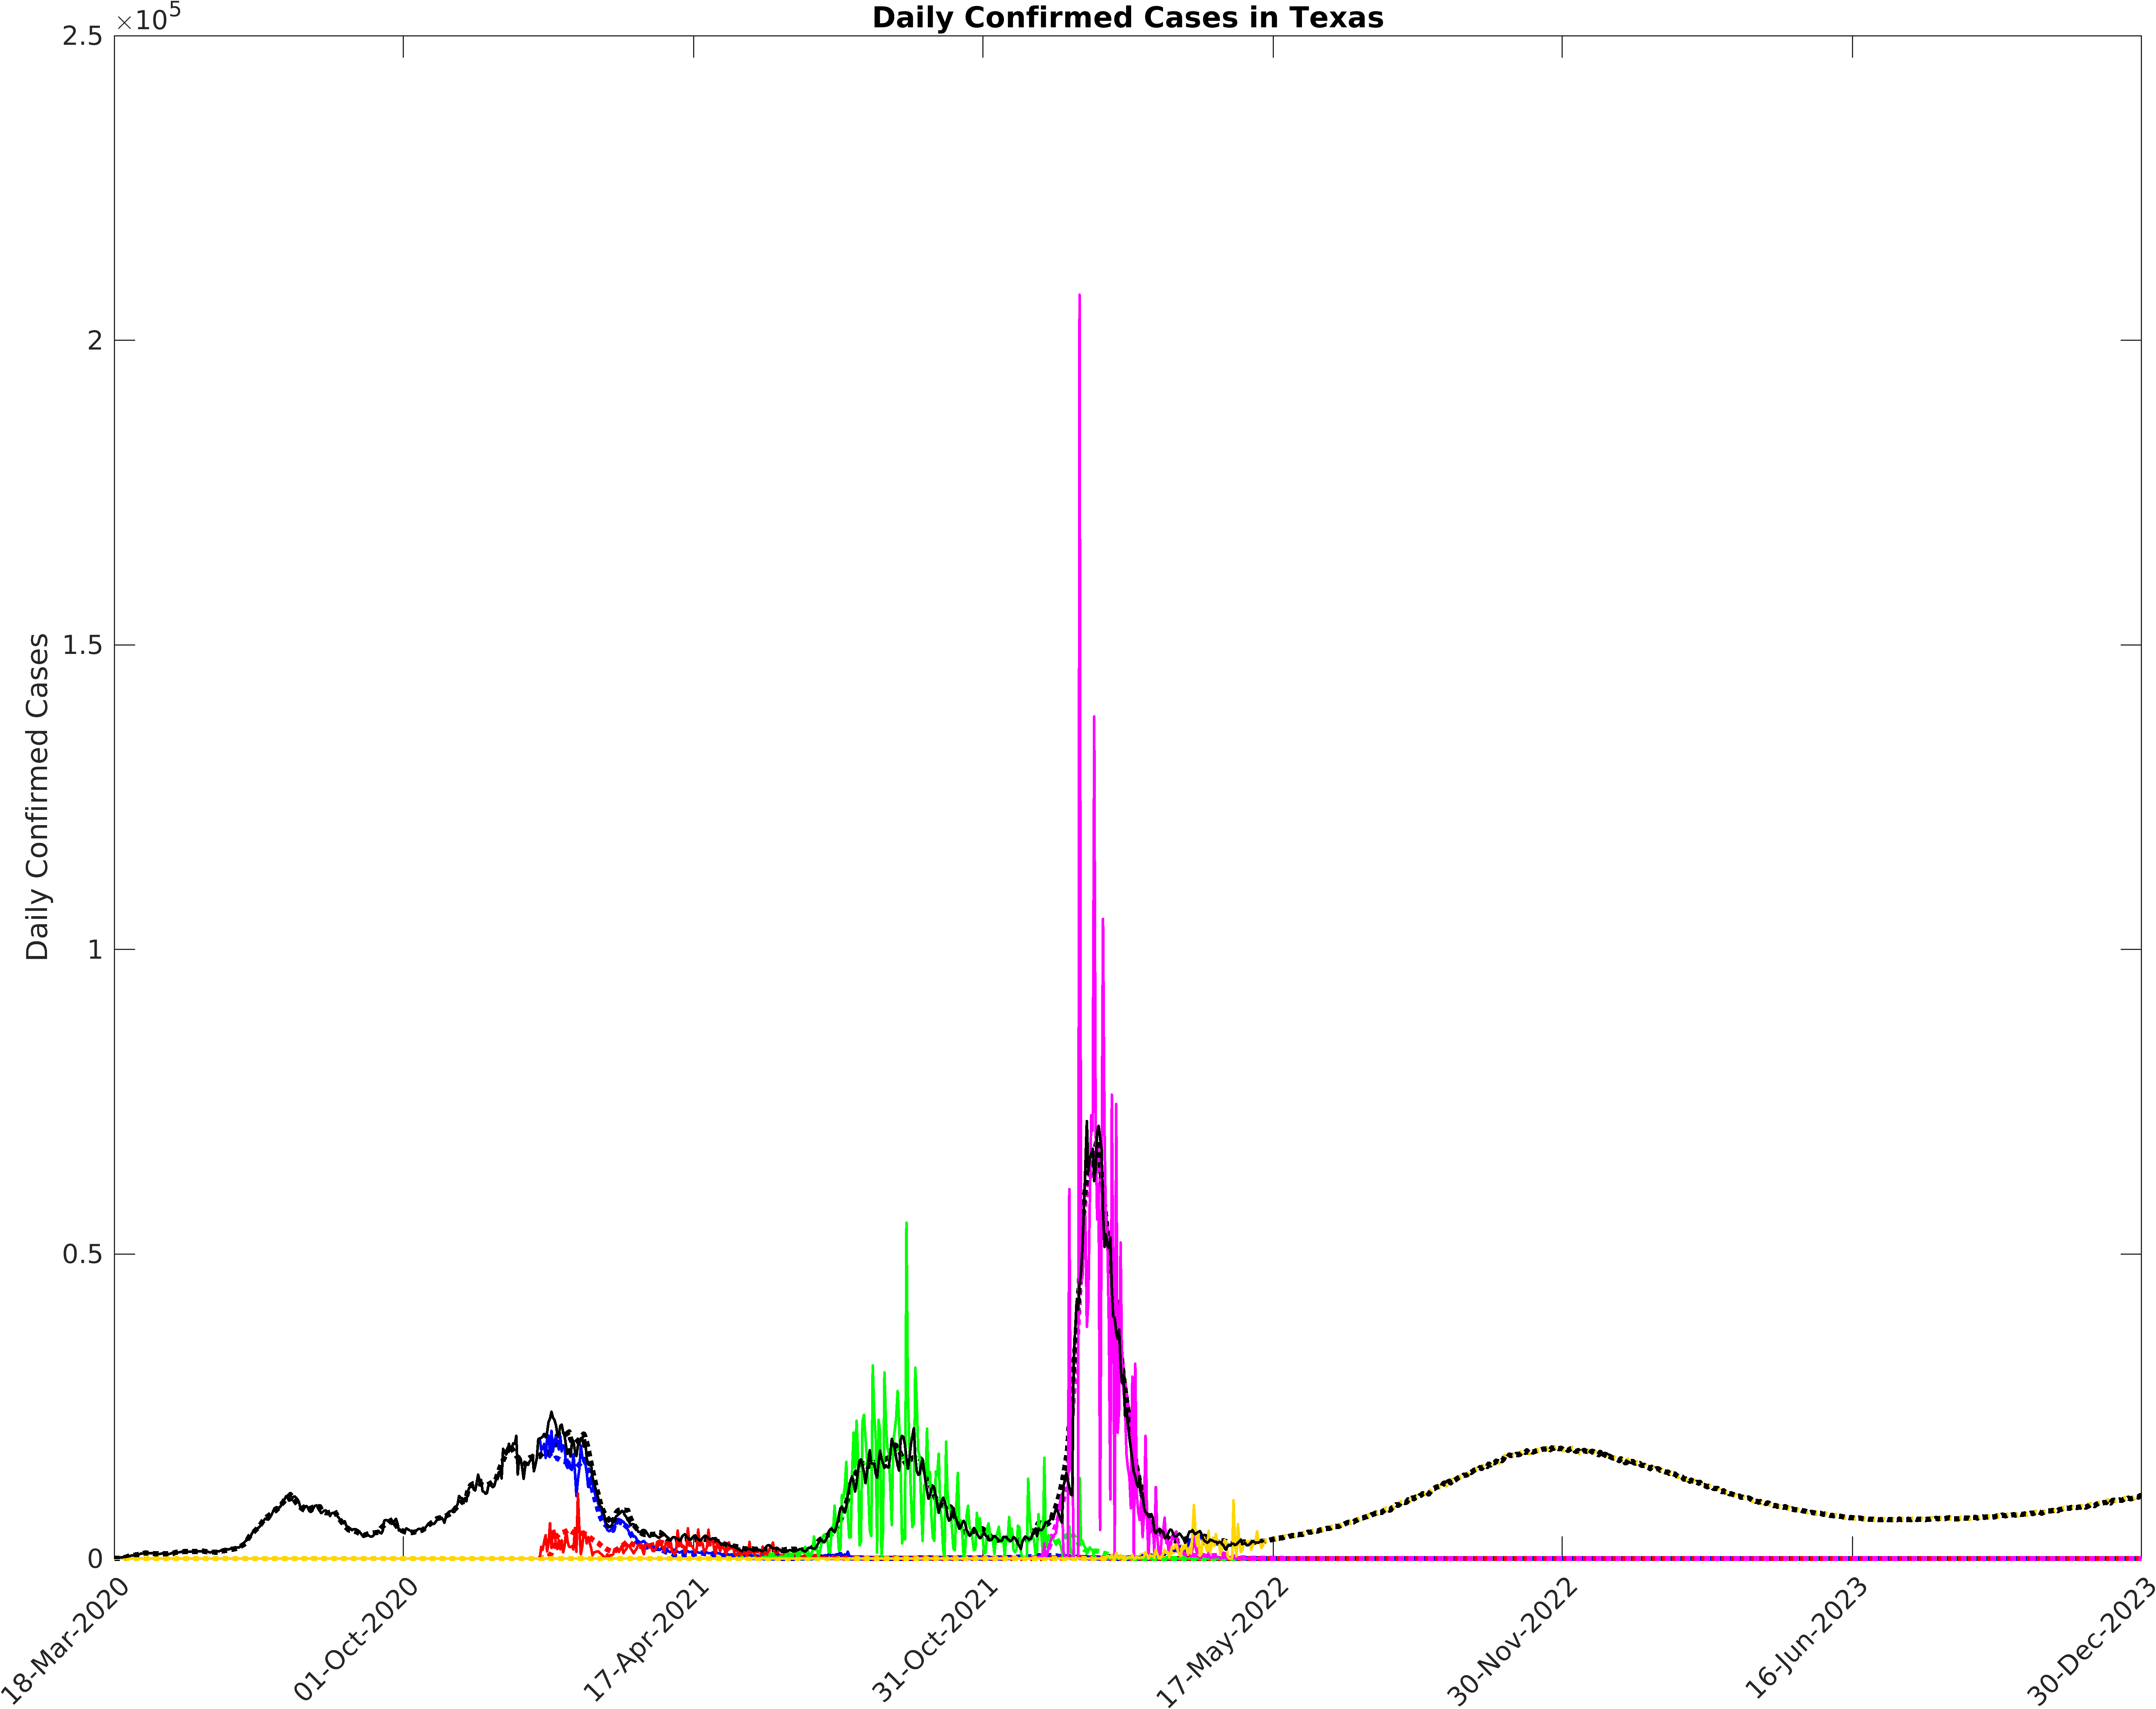 Daily Confirmed Cases in Texas
×10^5
2.5
2
1.5
1
0.5
0
Daily Confirmed Cases
18-Mar-2020
01-Oct-2020
17-Apr-2021
31-Oct-2021
17-May-2022
30-Nov-2022
16-Jun-2023
30-Dec-2023